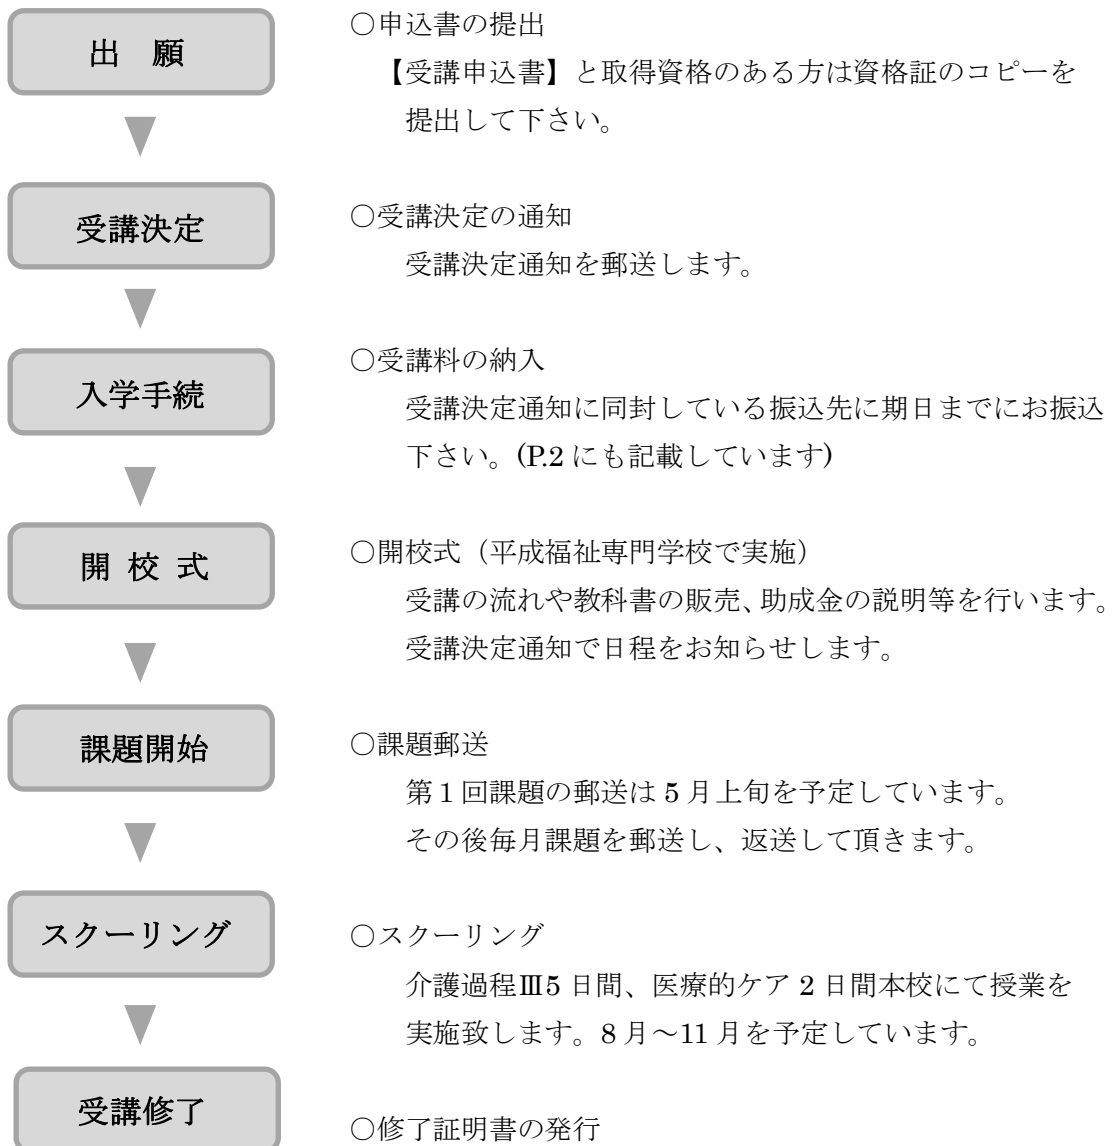 出　願
○申込書の提出
【受講申込書】と取得資格のある方は資格証のコピーを
提出して下さい。
受講決定
○受講決定の通知
受講決定通知を郵送します。
入学手続
○受講料の納入
受講決定通知に同封している振込先に期日までにお振込
下さい。(P.2 にも記載しています)
開 校 式
○開校式（平成福祉専門学校で実施）
受講の流れや教科書の販売、助成金の説明等を行います。
受講決定通知で日程をお知らせします。
課題開始
○課題郵送
第１回課題の郵送は 5 月上旬を予定しています。
その後毎月課題を郵送し、返送して頂きます。
スクーリング
○スクーリング
介護過程Ⅲ5 日間、医療的ケア 2 日間本校にて授業を
実施致します。8 月～11 月を予定しています。
受講修了
○修了証明書の発行